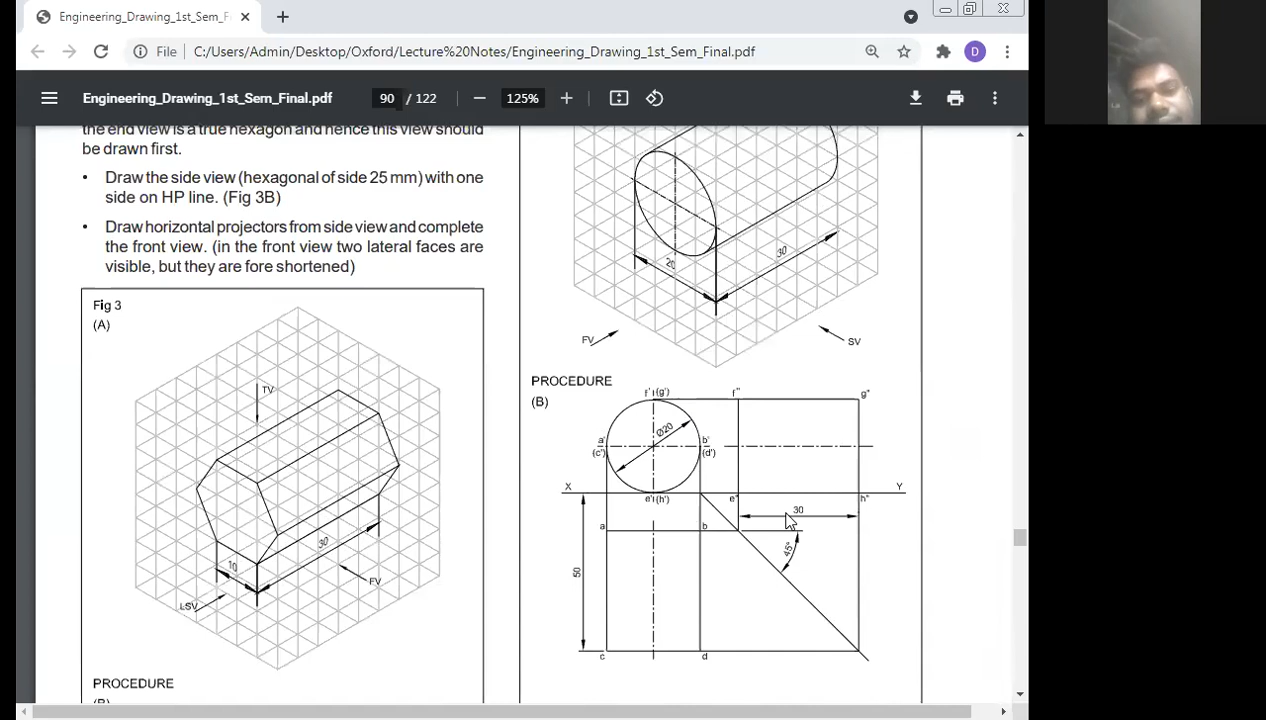 Engineering_Drawing_1st_Sem_F
File
C:/Users/Admin/Desktop/Oxford/Lecture%20Notes/Engineering_Drawing_1st_Sem_Final.pdf
D
Engineering_Drawing_1st_Sem_Final.pdf
90 / 122
125%
the end view is a true hexagon and hence this view should
be drawn first.
• Draw the side view (hexagonal of side 25 mm) with one
side on HP line. (Fig 3B)
• Draw horizontal projectors from side view and complete
the front view. (in the front view two lateral faces are
visible, but they are fore shortened)
Fig 3
(A)
TV
30
10
FV
LSV
PROCEDURE
20
30
FV
SV
PROCEDURE
(B)
f' (g')
f"
g"
Ø20
a'
(c')
b'
(d')
X
Y
e' (h')
e"
h"
30
a
b
45°
50
c
d